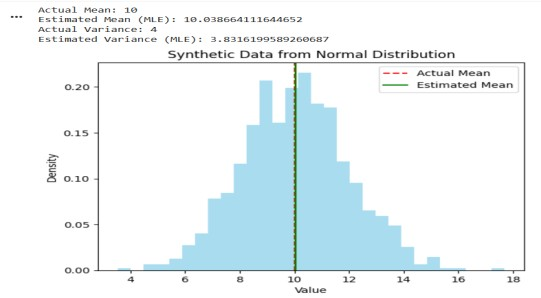 Actual Mean: 10
... Estimated Mean (MLE): 10.038664111644652
Actual Variance: 4
Estimated Variance (MLE): 3.8316199589260687
Synthetic Data from Normal Distribution
Actual Mean
Estimated Mean
0.20
0.15
0.10
0.05
0.00
Density
4 6 8 10 12 14 16 18
Value